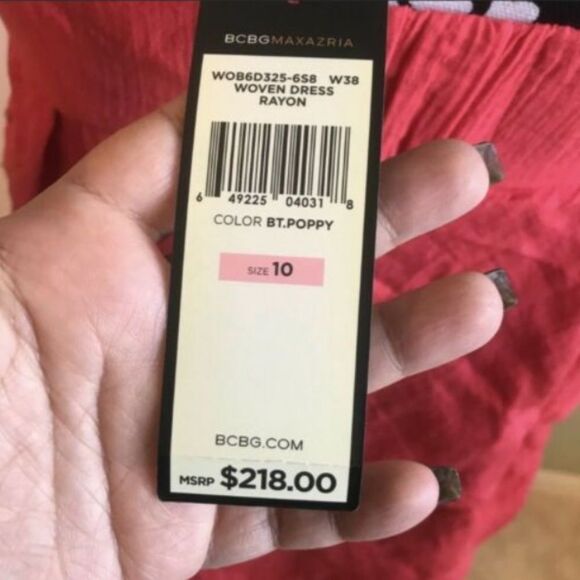 BCBGMAXAZRIA
WOB6D325-6S8 W38
WOVEN DRESS
RAYON
6 49225 04031 8
COLOR BT.POPPY
SIZE 10
BCBG.COM
MSRP $218.00